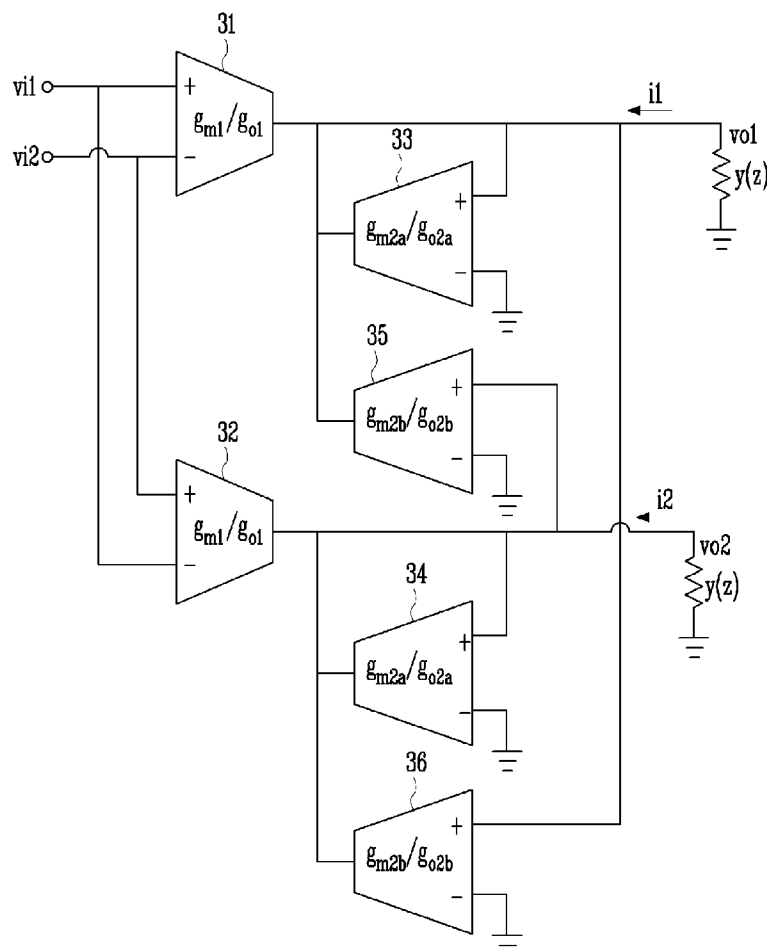 31
vi1
+
g_m1/g_o1
vi2
−
i1
vo1
y(z)
33
+
g_m2a/g_o2a
−
35
+
g_m2b/g_o2b
−
32
+
g_m1/g_o1
−
i2
vo2
y(z)
34
+
g_m2a/g_o2a
−
36
+
g_m2b/g_o2b
−